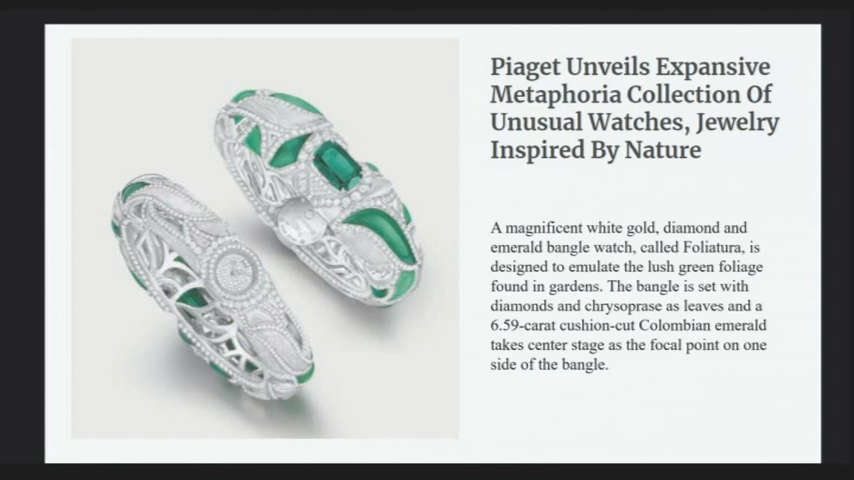 Piaget Unveils Expansive
Metaphoria Collection Of
Unusual Watches, Jewelry
Inspired By Nature
A magnificent white gold, diamond and
emerald bangle watch, called Foliatura, is
designed to emulate the lush green foliage
found in gardens. The bangle is set with
diamonds and chrysoprase as leaves and a
6.59-carat cushion-cut Colombian emerald
takes center stage as the focal point on one
side of the bangle.